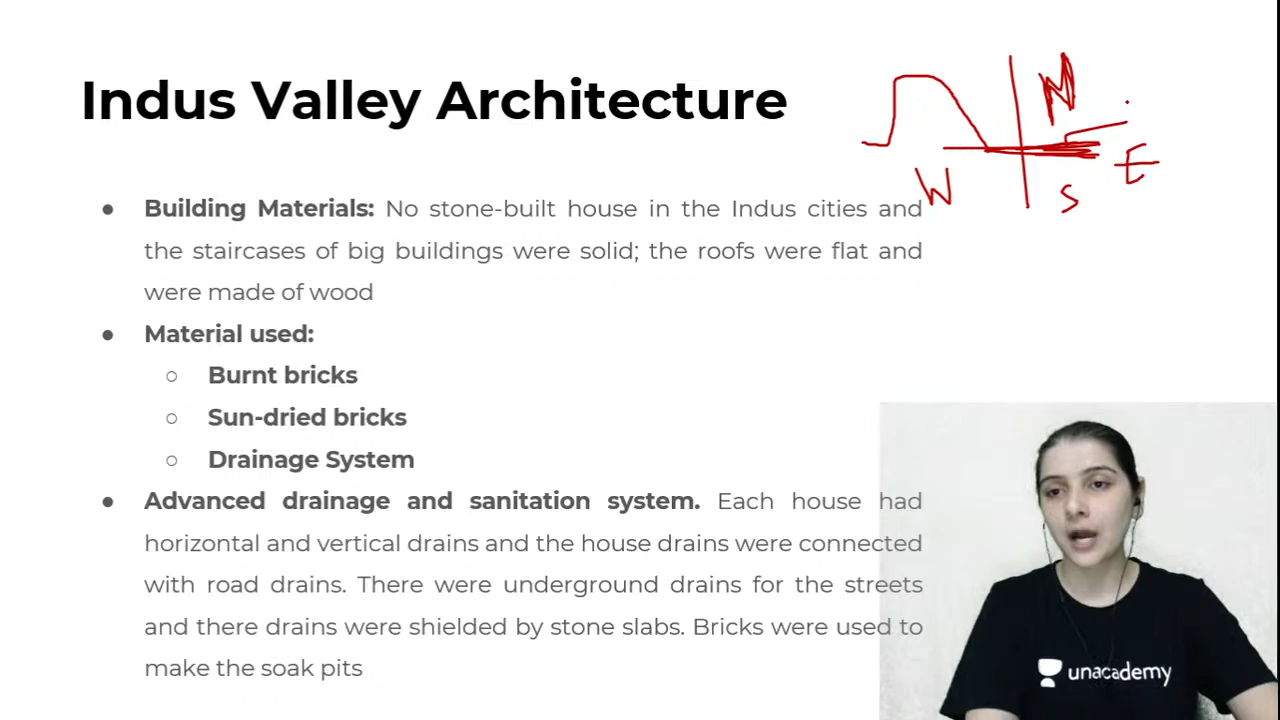 Indus Valley Architecture
N
W
E
S
● Building Materials: No stone-built house in the Indus cities and
the staircases of big buildings were solid; the roofs were flat and
were made of wood
● Material used:
○ Burnt bricks
○ Sun-dried bricks
○ Drainage System
● Advanced drainage and sanitation system. Each house had
horizontal and vertical drains and the house drains were connected
with road drains. There were underground drains for the streets
and there drains were shielded by stone slabs. Bricks were used to
make the soak pits
unacademy